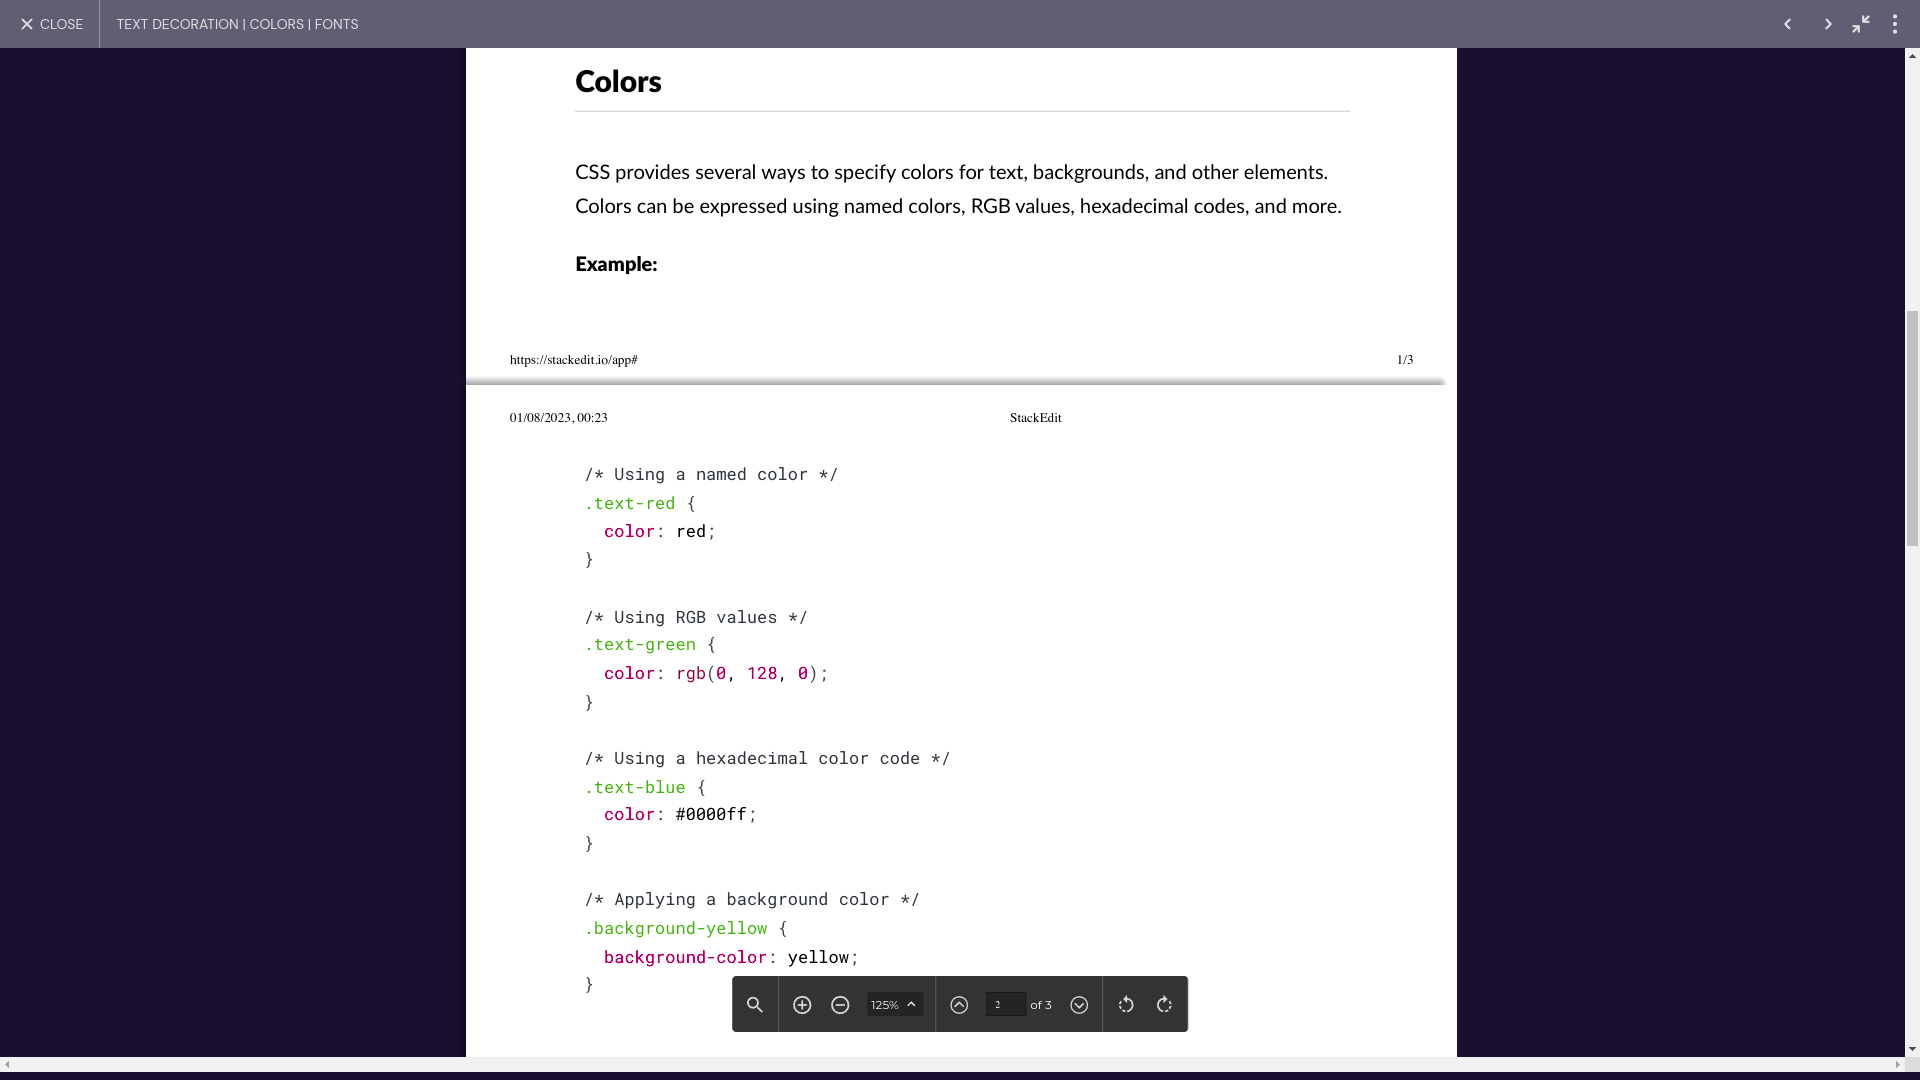 CLOSE
TEXT DECORATION | COLORS | FONTS
Colors
CSS provides several ways to specify colors for text, backgrounds, and other elements.
Colors can be expressed using named colors, RGB values, hexadecimal codes, and more.
Example:
https://stackedit.io/app# 1/3
01/08/2023, 00:23 StackEdit
/* Using a named color */
.text-red {
  color: red;
}
/* Using RGB values */
.text-green {
  color: rgb(0, 128, 0);
}
/* Using a hexadecimal color code */
.text-blue {
  color: #0000ff;
}
/* Applying a background color */
.background-yellow {
  background-color: yellow;
}
125% 2 of 3